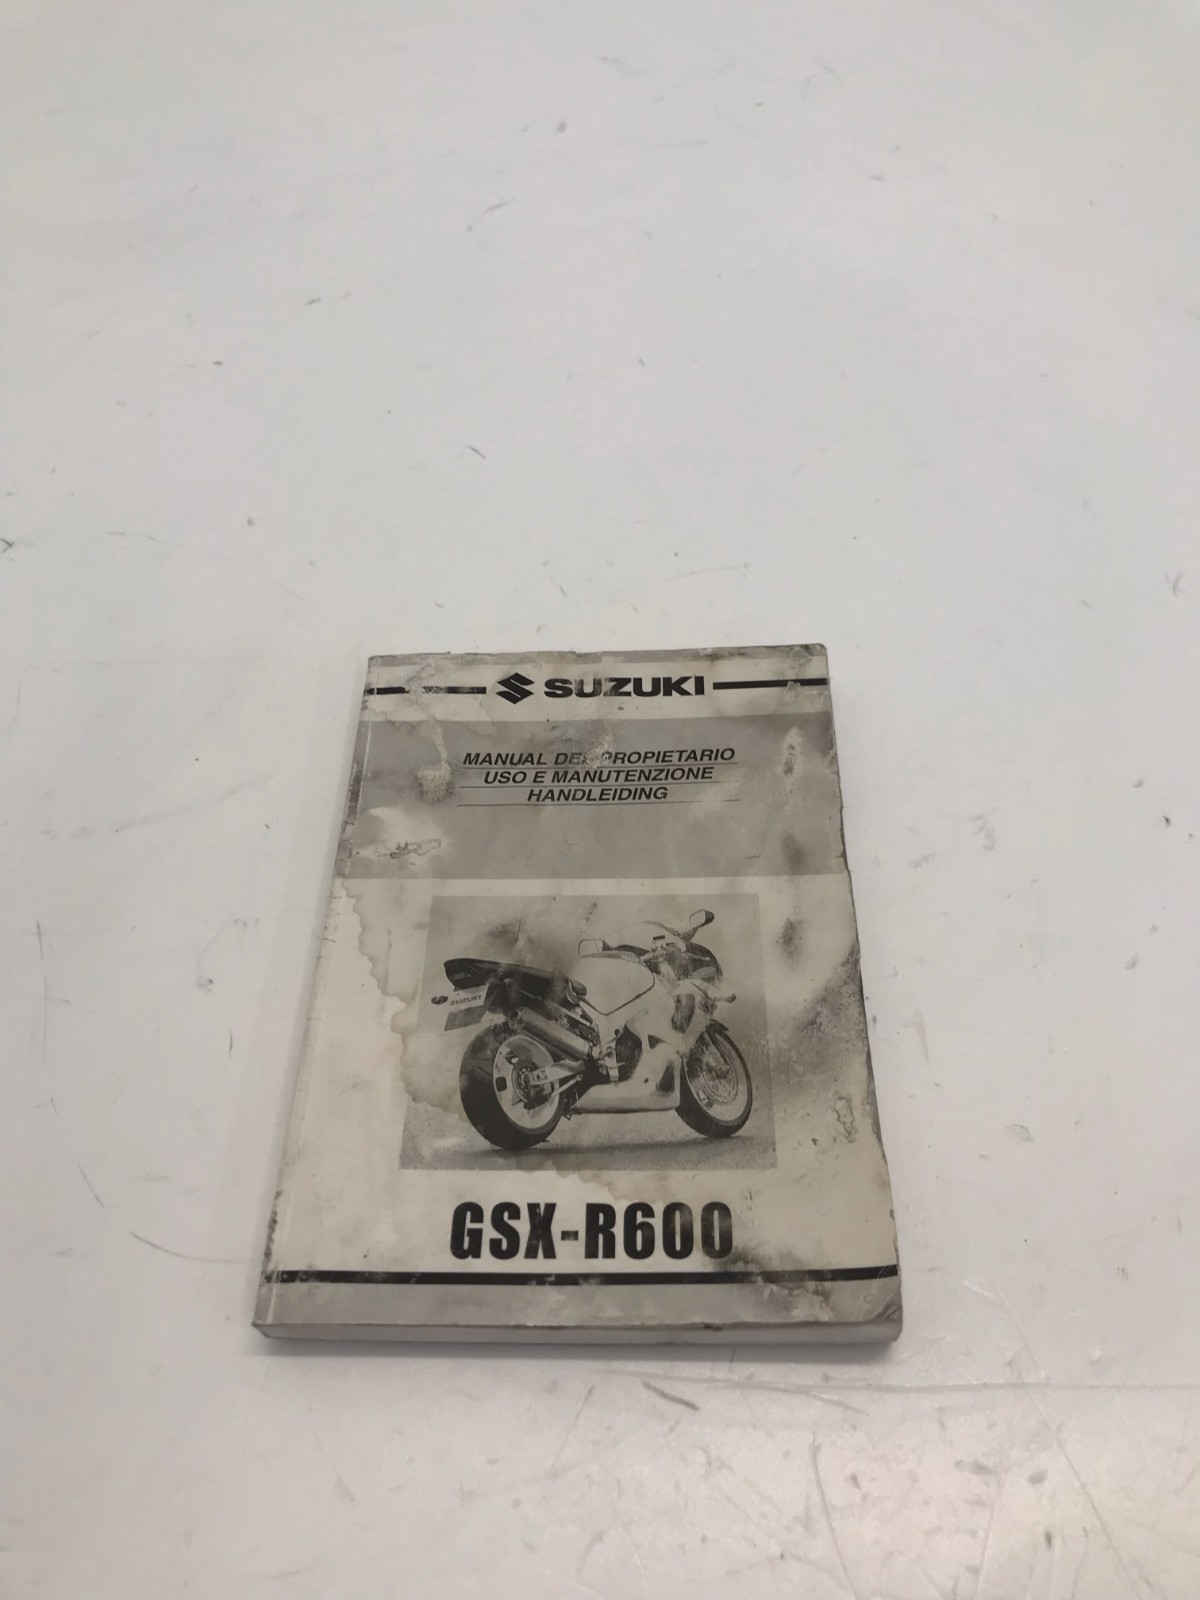 SUZUKI
MANUAL DEL PROPIETARIO
USO E MANUTENZIONE
HANDLEIDING
SUZUKI
GSX-R600